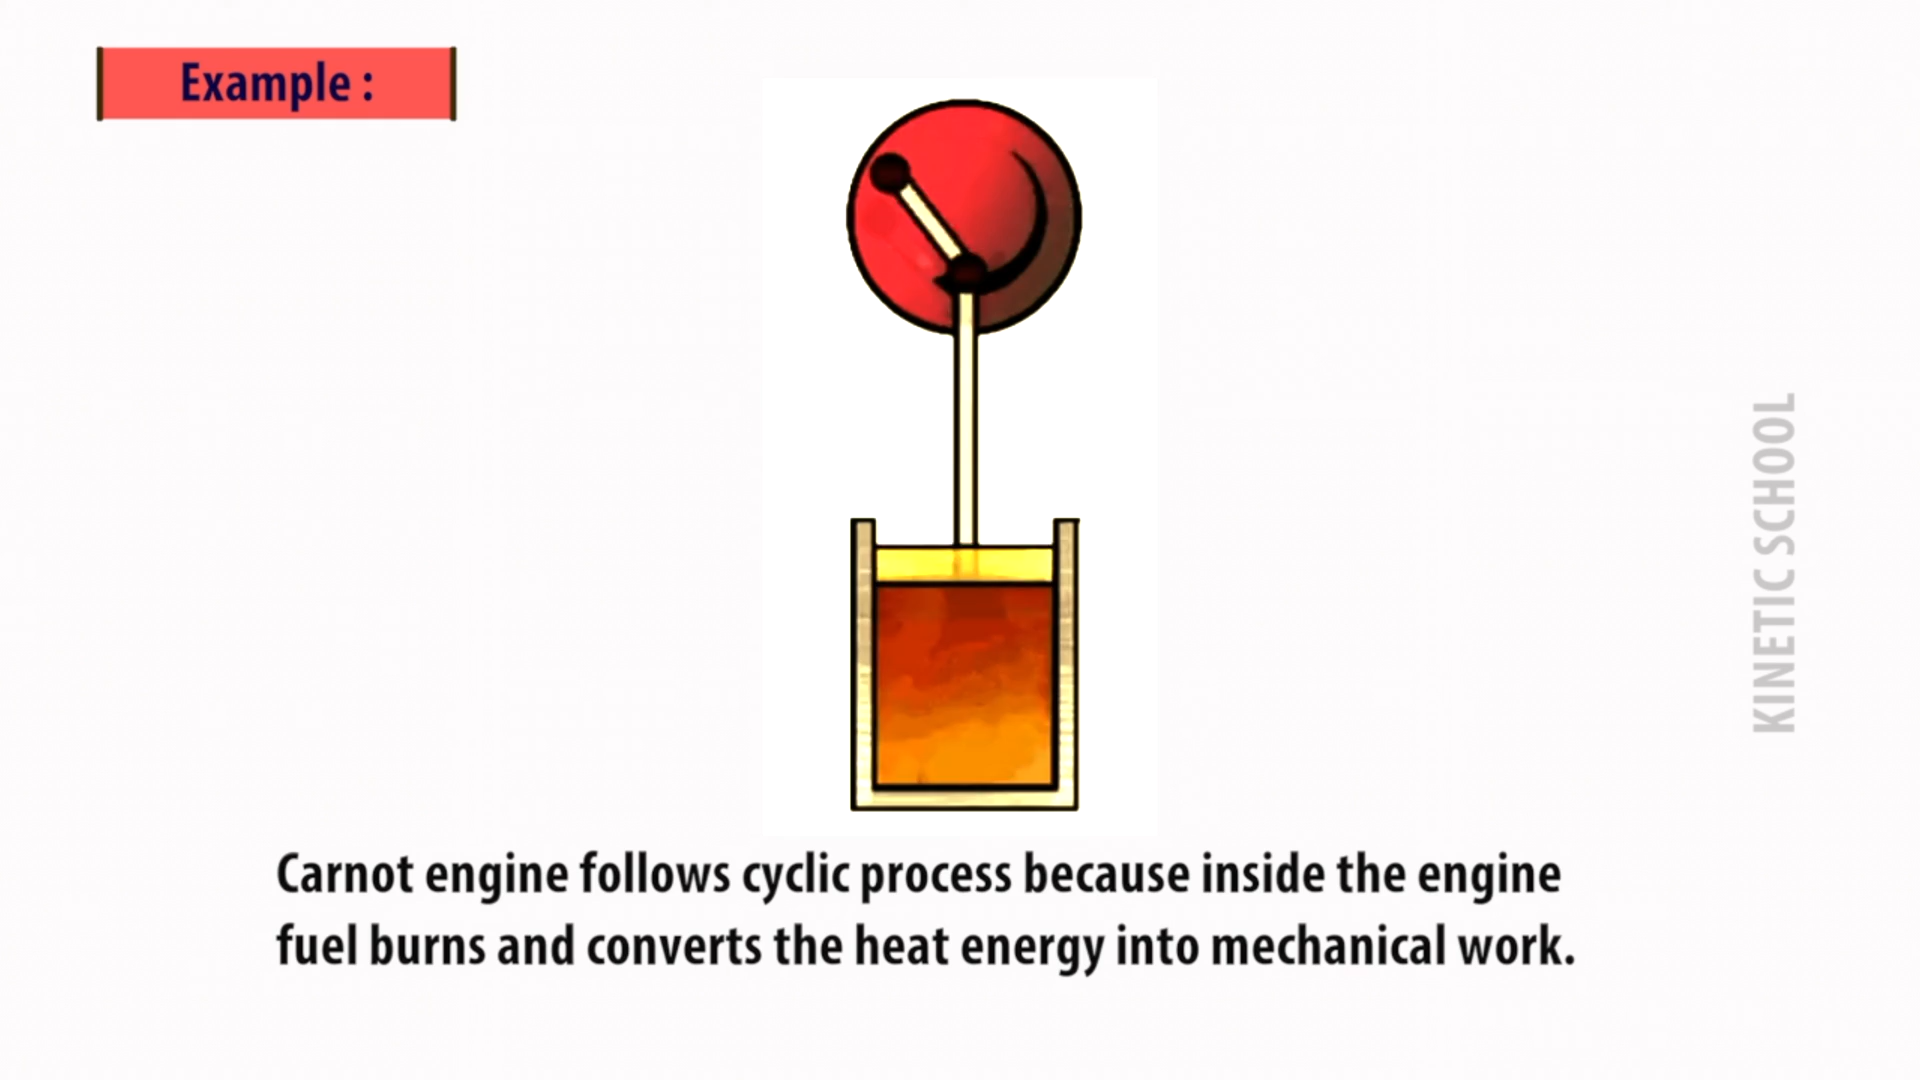 Example :
KINETIC SCHOOL
Carnot engine follows cyclic process because inside the engine
fuel burns and converts the heat energy into mechanical work.